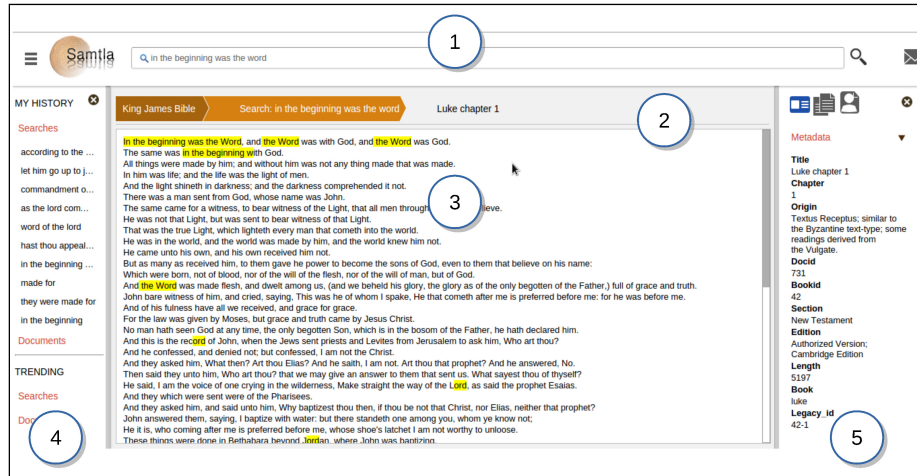 1
Samtla
in the beginning was the word
MY HISTORY
Searches
according to the ...
let him go up to j...
commandment o...
as the lord com...
word of the lord
hast thou appeal...
in the beginning ...
made for
they were made for
in the beginning
Documents
TRENDING
Searches
Doc
4
King James Bible
Search: in the beginning was the word
Luke chapter 1
2
In the beginning was the Word, and the Word was with God, and the Word was God.
The same was in the beginning with God.
All things were made by him; and without him was not any thing made that was made.
In him was life; and the life was the light of men.
And the light shineth in darkness; and the darkness comprehended it not.
There was a man sent from God, whose name was John.
The same came for a witness, to bear witness of the Light, that all men through lieve.
3
He was not that Light, but was sent to bear witness of that Light.
That was the true Light, which lighteth every man that cometh into the world.
He was in the world, and the world was made by him, and the world knew him not.
He came unto his own, and his own received him not.
But as many as received him, to them gave he power to become the sons of God, even to them that believe on his name:
Which were born, not of blood, nor of the will of the flesh, nor of the will of man, but of God.
And the Word was made flesh, and dwelt among us, (and we beheld his glory, the glory as of the only begotten of the Father,) full of grace and truth.
John bare witness of him, and cried, saying, This was he of whom I spake, He that cometh after me is preferred before me: for he was before me.
And of his fulness have all we received, and grace for grace.
For the law was given by Moses, but grace and truth came by Jesus Christ.
No man hath seen God at any time, the only begotten Son, which is in the bosom of the Father, he hath declared him.
And this is the record of John, when the Jews sent priests and Levites from Jerusalem to ask him, Who art thou?
And he confessed, and denied not; but confessed, I am not the Christ.
And they asked him, What then? Art thou Elias? And he saith, I am not. Art thou that prophet? And he answered, No.
Then said they unto him, Who art thou? that we may give an answer to them that sent us. What sayest thou of thyself?
He said, I am the voice of one crying in the wilderness, Make straight the way of the Lord, as said the prophet Esaias.
And they which were sent were of the Pharisees.
And they asked him, and said unto him, Why baptizest thou then, if thou be not that Christ, nor Elias, neither that prophet?
John answered them, saying, I baptize with water: but there standeth one among you, whom ye know not;
He it is, who coming after me is preferred before me, whose shoe's latchet I am not worthy to unloose.
These things were done in Bethabara beyond Jordan, where John was baptizing.
Metadata
Title
Luke chapter 1
Chapter
1
Origin
Textus Receptus; similar to
the Byzantine text-type; some
readings derived from
the Vulgate.
Docid
731
Bookid
42
Section
New Testament
Edition
Authorized Version;
Cambridge Edition
Length
5197
Book
luke
Legacy_id
42-1
5